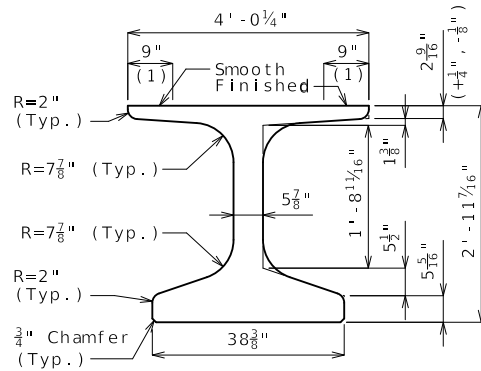 4'-0¼"
9"
(1)
9"
(1)
Smooth
Finished
R=2"
(Typ.)
R=7⅞" (Typ.)
5⅞"
R=7⅞" (Typ.)
R=2"
(Typ.)
¾" Chamfer
(Typ.)
38⅜"
2 9/16"
(+¼", -⅛")
1⅜"
1'-8 11/16"
5½"
5 5/16"
2'-11 7/16"